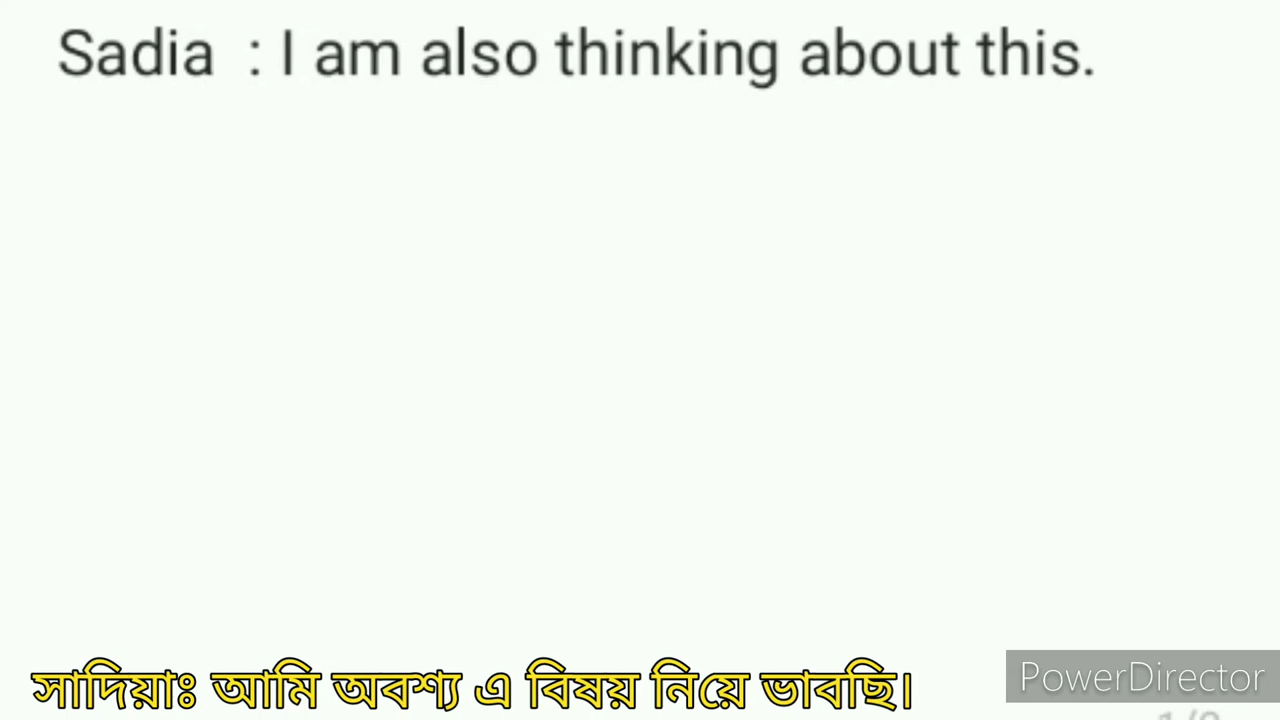 Sadia : I am also thinking about this.
সাদিয়াঃ আমি অবশ্য এ বিষয় নিয়ে ভাবছি।
PowerDirector